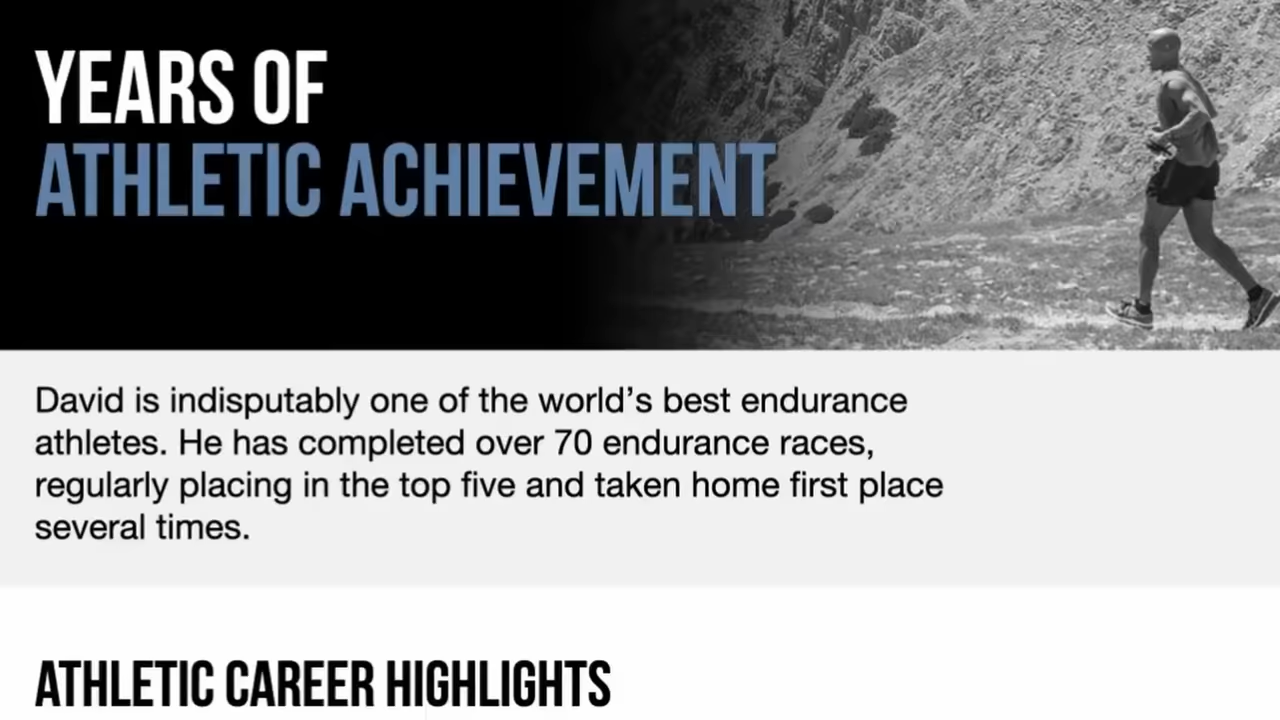 YEARS OF
ATHLETIC ACHIEVEMENT
David is indisputably one of the world’s best endurance
athletes. He has completed over 70 endurance races,
regularly placing in the top five and taken home first place
several times.
ATHLETIC CAREER HIGHLIGHTS